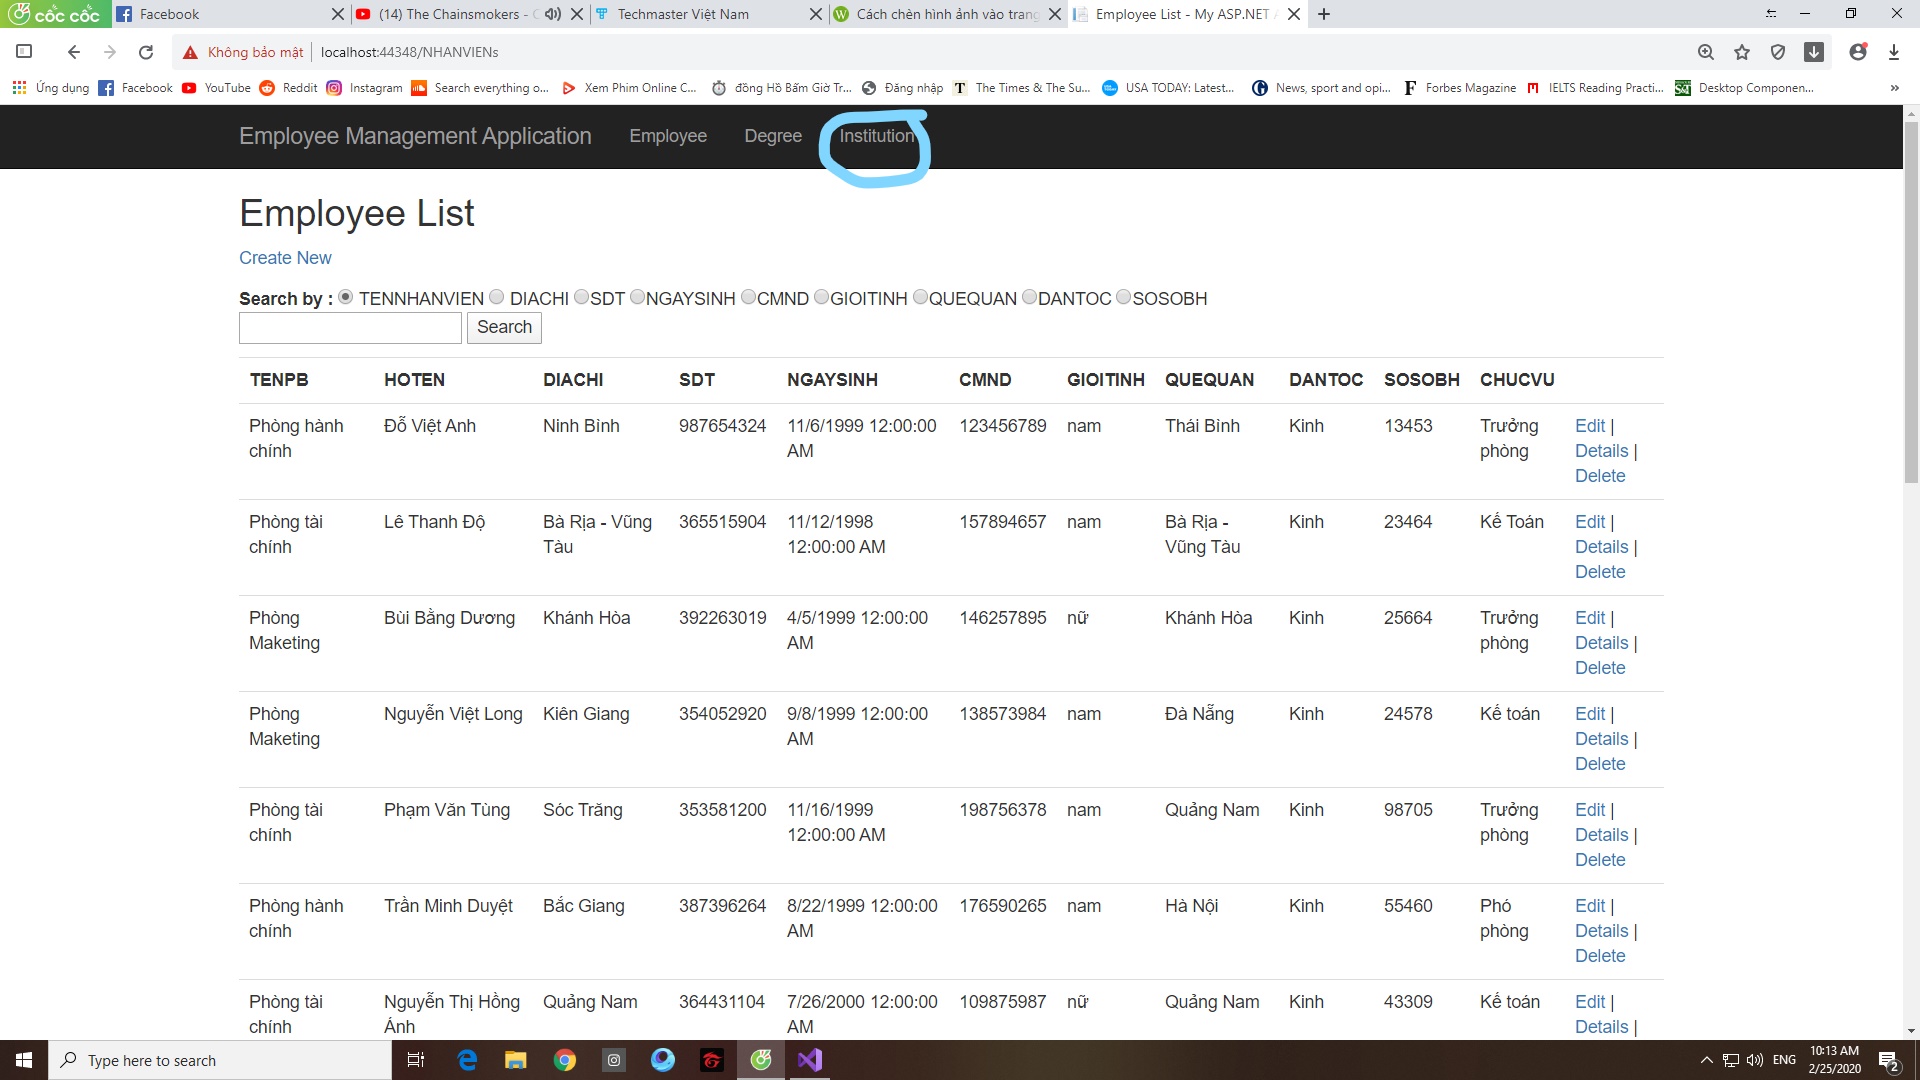 cốc cốc Facebook (14) The Chainsmokers - Techmaster Việt Nam Cách chèn hình ảnh vào trang Employee List - My ASP.NET
Không bảo mật localhost:44348/NHANVIENs
Ứng dụng Facebook YouTube Reddit Instagram Search everything o... Xem Phim Online C... đồng Hồ Bấm Giờ Tr... Đăng nhập The Times & The Su... USA TODAY: Latest... News, sport and opi... Forbes Magazine IELTS Reading Practi... Desktop Componen... »
Employee Management Application Employee Degree Institution
Employee List
Create New
Search by : TENNHANVIEN DIACHI SDT NGAYSINH CMND GIOITINH QUEQUAN DANTOC SOSOBH
Search
TENPB HOTEN DIACHI SDT NGAYSINH CMND GIOITINH QUEQUAN DANTOC SOSOBH CHUCVU
Phòng hành Đỗ Việt Anh Ninh Bình 987654324 11/6/1999 12:00:00 123456789 nam Thái Bình Kinh 13453 Trưởng Edit |
chính AM phòng Details |
Delete
Phòng tài Lê Thanh Độ Bà Rịa - Vũng 365515904 11/12/1998 157894657 nam Bà Rịa - Kinh 23464 Kế Toán Edit |
chính Tàu 12:00:00 AM Vũng Tàu Details |
Delete
Phòng Bùi Bằng Dương Khánh Hòa 392263019 4/5/1999 12:00:00 146257895 nữ Khánh Hòa Kinh 25664 Trưởng Edit |
Maketing AM phòng Details |
Delete
Phòng Nguyễn Việt Long Kiên Giang 354052920 9/8/1999 12:00:00 138573984 nam Đà Nẵng Kinh 24578 Kế toán Edit |
Maketing AM Details |
Delete
Phòng tài Phạm Văn Tùng Sóc Trăng 353581200 11/16/1999 198756378 nam Quảng Nam Kinh 98705 Trưởng Edit |
chính 12:00:00 AM phòng Details |
Delete
Phòng hành Trần Minh Duyệt Bắc Giang 387396264 8/22/1999 12:00:00 176590265 nam Hà Nội Kinh 55460 Phó Edit |
chính AM phòng Details |
Delete
Phòng tài Nguyễn Thị Hồng Quảng Nam 364431104 7/26/2000 12:00:00 109875987 nữ Quảng Nam Kinh 43309 Kế toán Edit |
chính Ánh AM Details |
Type here to search ENG 10:13 AM
2/25/2020 2